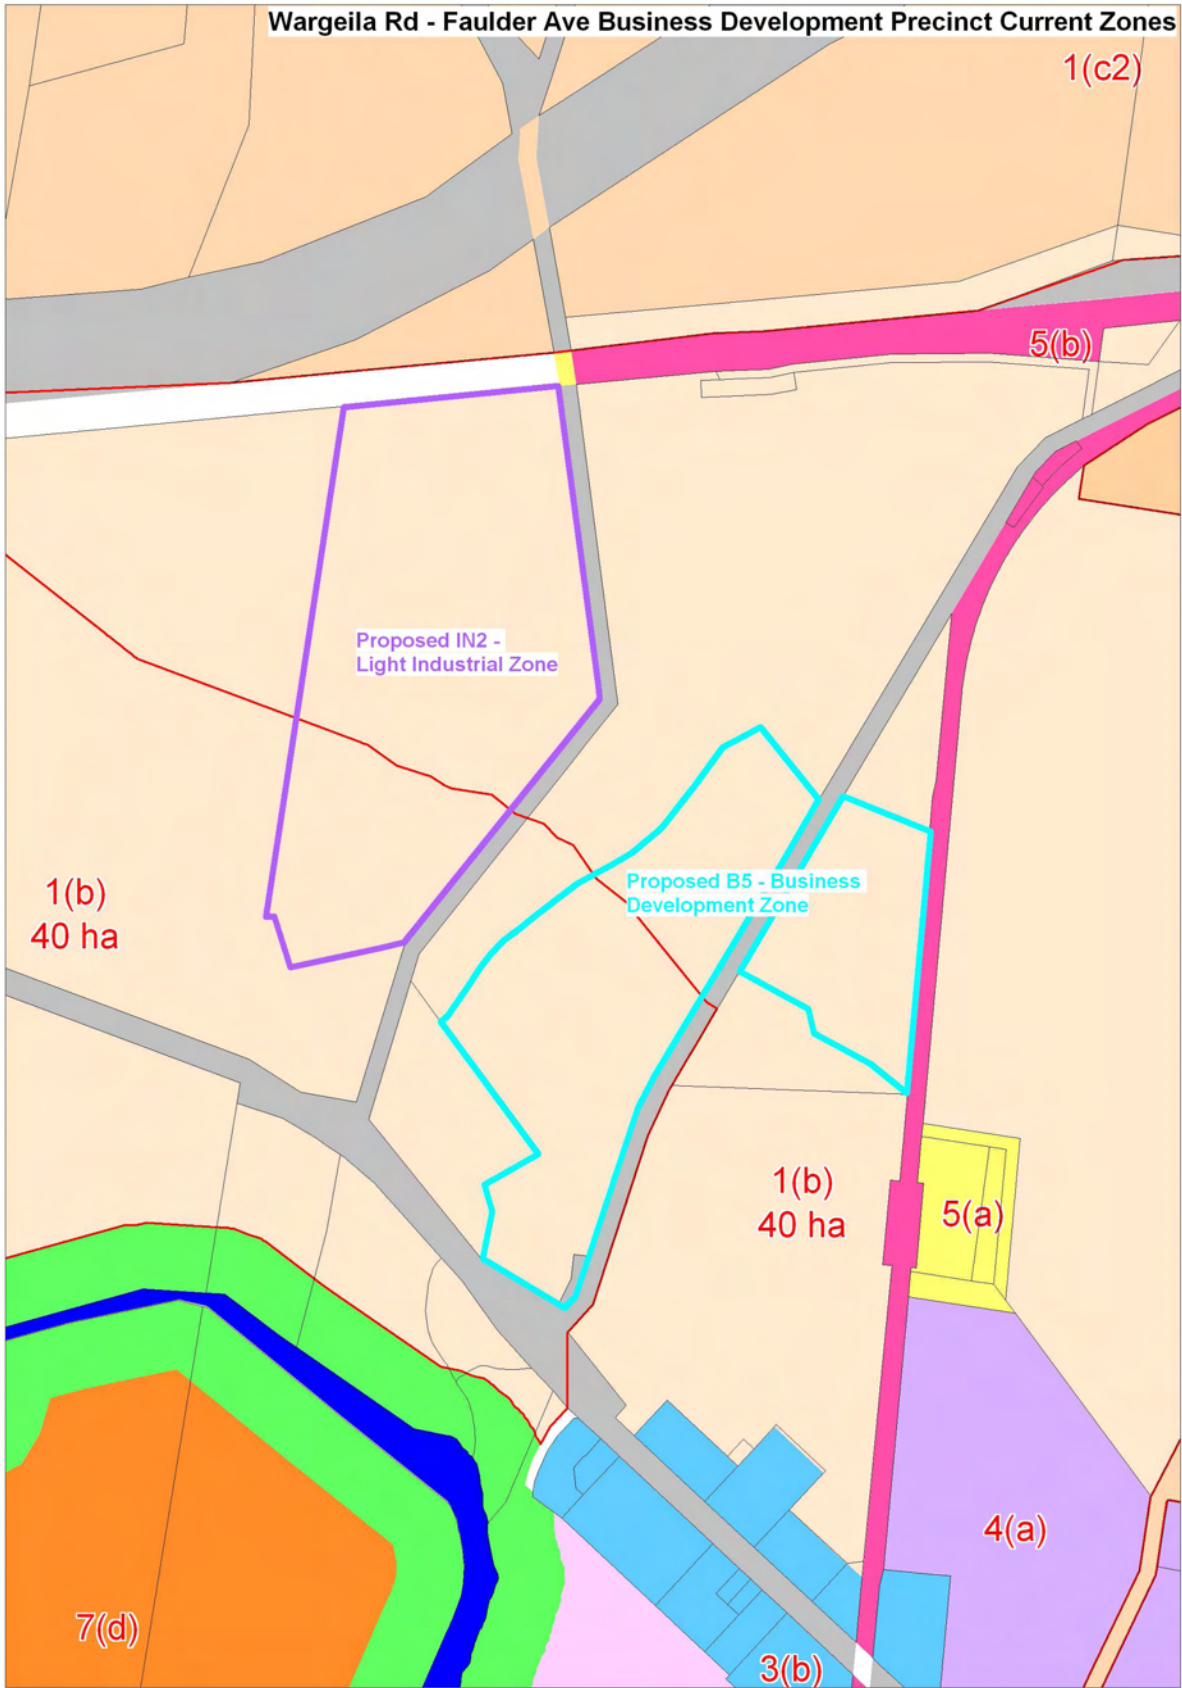 Wargeila Rd - Faulder Ave Business Development Precinct Current Zones
1(c2)
5(b)
Proposed IN2 -
Light Industrial Zone
Proposed B5 - Business
Development Zone
1(b)
40 ha
1(b)
40 ha
5(a)
4(a)
7(d)
3(b)